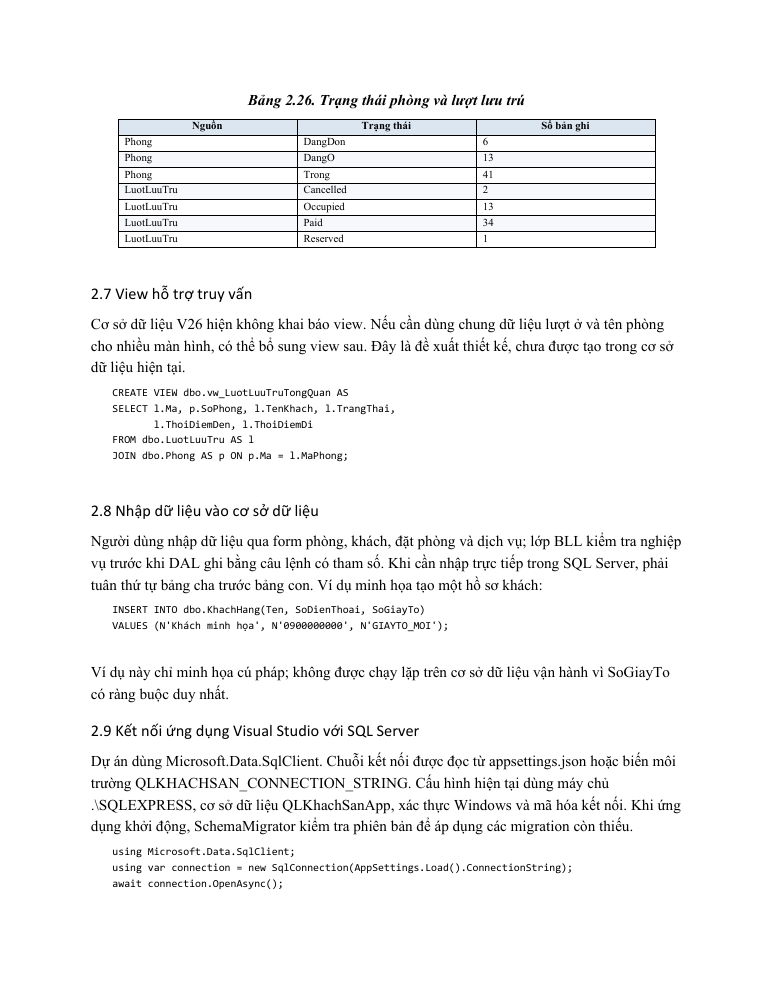 Bảng 2.26. Trạng thái phòng và lượt lưu trú
Nguồn Trạng thái Số bản ghi
Phong DangDon 6
Phong DangO 13
Phong Trong 41
LuotLuuTru Cancelled 2
LuotLuuTru Occupied 13
LuotLuuTru Paid 34
LuotLuuTru Reserved 1
2.7 View hỗ trợ truy vấn
Cơ sở dữ liệu V26 hiện không khai báo view. Nếu cần dùng chung dữ liệu lượt ở và tên phòng
cho nhiều màn hình, có thể bổ sung view sau. Đây là đề xuất thiết kế, chưa được tạo trong cơ sở
dữ liệu hiện tại.
CREATE VIEW dbo.vw_LuotLuuTruTongQuan AS
SELECT l.Ma, p.SoPhong, l.TenKhach, l.TrangThai,
l.ThoiDiemDen, l.ThoiDiemDi
FROM dbo.LuotLuuTru AS l
JOIN dbo.Phong AS p ON p.Ma = l.MaPhong;
2.8 Nhập dữ liệu vào cơ sở dữ liệu
Người dùng nhập dữ liệu qua form phòng, khách, đặt phòng và dịch vụ; lớp BLL kiểm tra nghiệp
vụ trước khi DAL ghi bằng câu lệnh có tham số. Khi cần nhập trực tiếp trong SQL Server, phải
tuân thứ tự bảng cha trước bảng con. Ví dụ minh họa tạo một hồ sơ khách:
INSERT INTO dbo.KhachHang(Ten, SoDienThoai, SoGiayTo)
VALUES (N'Khách minh họa', N'0900000000', N'GIAYTO_MOI');
Ví dụ này chỉ minh họa cú pháp; không được chạy lặp trên cơ sở dữ liệu vận hành vì SoGiayTo
có ràng buộc duy nhất.
2.9 Kết nối ứng dụng Visual Studio với SQL Server
Dự án dùng Microsoft.Data.SqlClient. Chuỗi kết nối được đọc từ appsettings.json hoặc biến môi
trường QLKHACHSAN_CONNECTION_STRING. Cấu hình hiện tại dùng máy chủ
.\SQLEXPRESS, cơ sở dữ liệu QLKhachSanApp, xác thực Windows và mã hóa kết nối. Khi ứng
dụng khởi động, SchemaMigrator kiểm tra phiên bản để áp dụng các migration còn thiếu.
using Microsoft.Data.SqlClient;
using var connection = new SqlConnection(AppSettings.Load().ConnectionString);
await connection.OpenAsync();